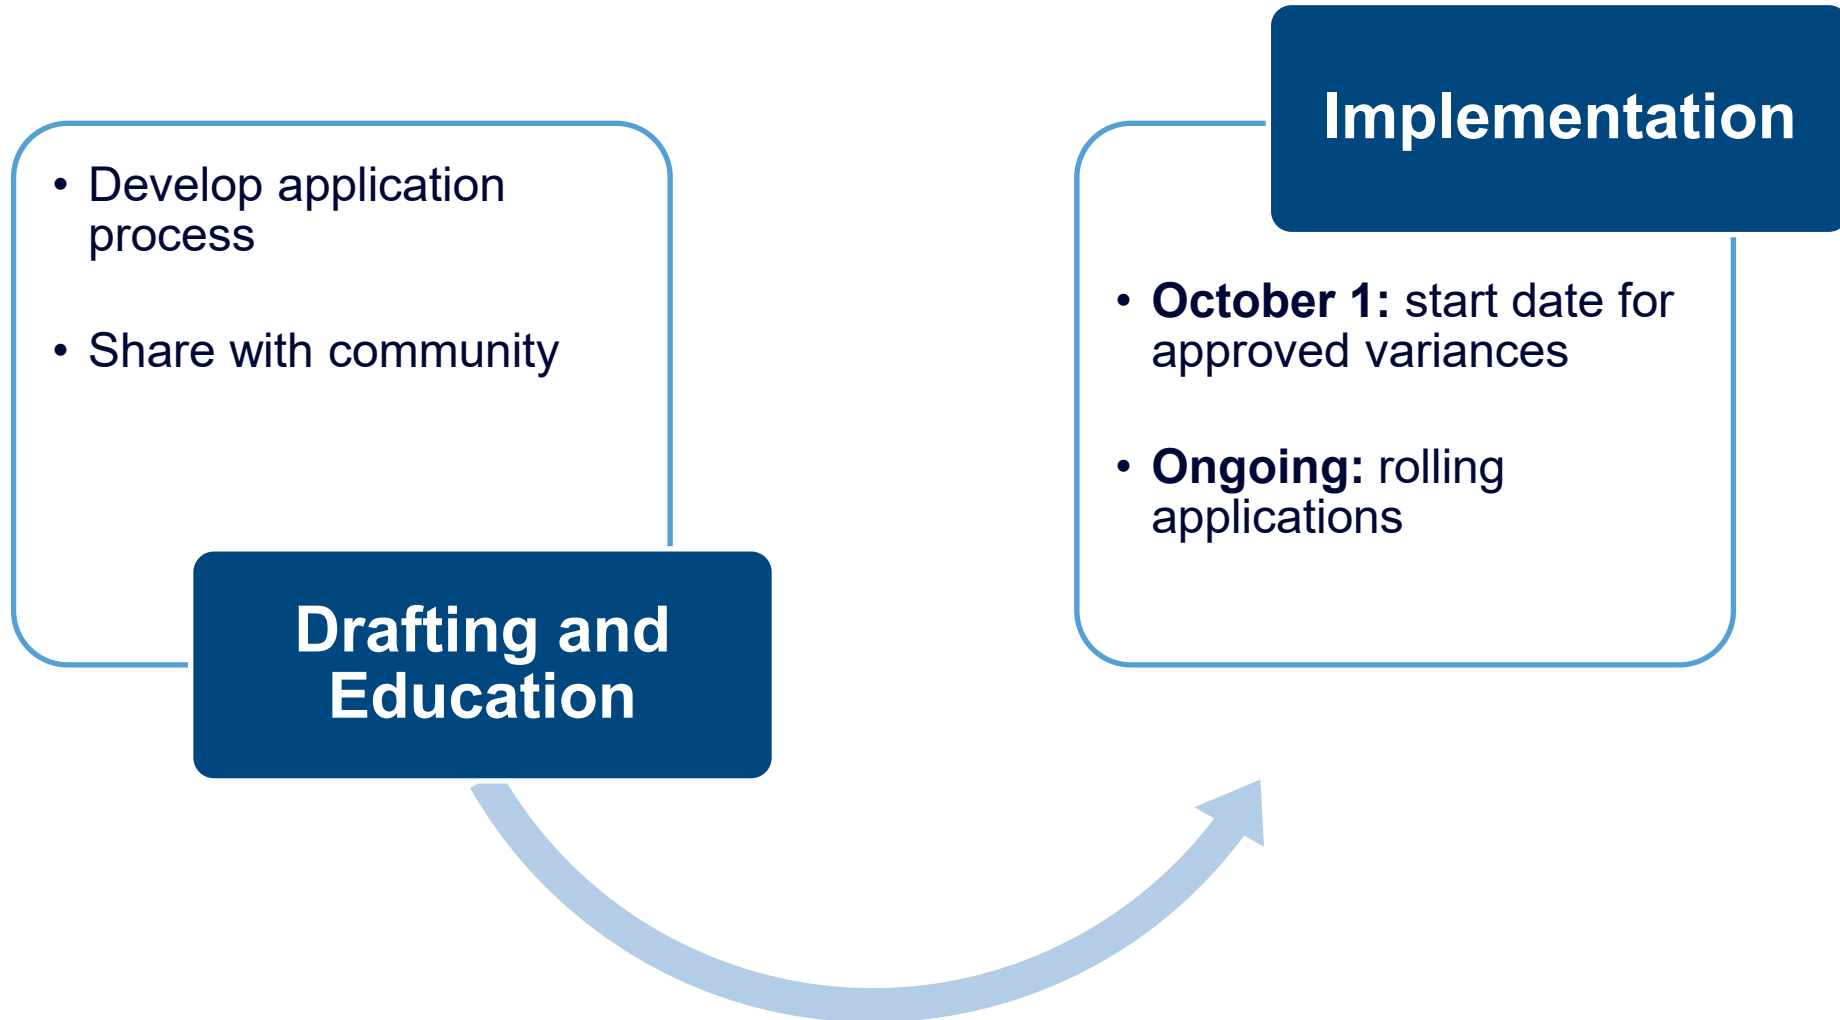 • Develop application
process
• Share with community
Drafting and
Education
Implementation
• October 1: start date for
approved variances
• Ongoing: rolling
applications